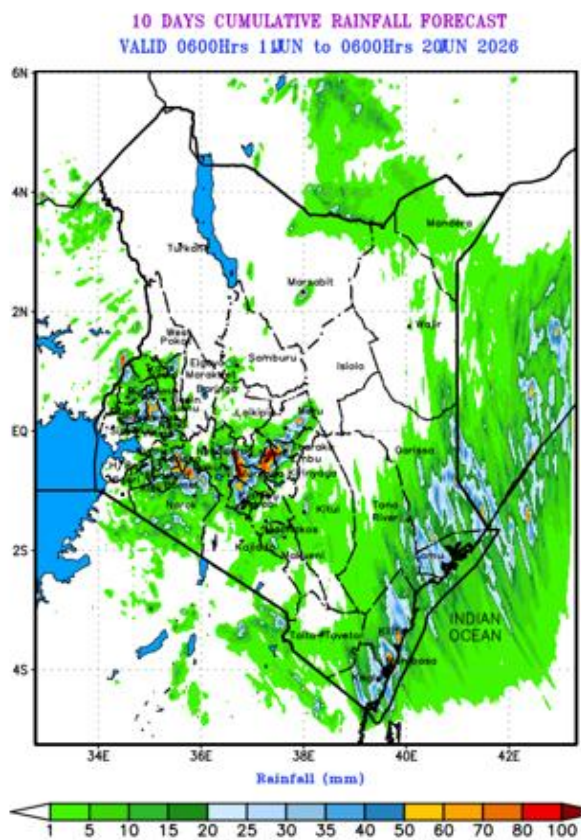 10 DAYS CUMULATIVE RAINFALL FORECAST
VALID 0600Hrs 11JUN to 0600Hrs 20JUN 2026
6N
4N
Mandera
Turkana
Marsabit
2N
Wajir
West
Pokot
Samburu
Isiolo
Baringo
Laikipia
Meru
EQ
Tharaka
Embu
Garissa
Kirinyaga
Narok
Kitui
Tana
River
Machakos
2S
Kajiado
Makueni
Lamu
INDIAN
OCEAN
Taita-Taveta
Mombasa
4S
34E 36E 38E 40E 42E
Rainfall (mm)
1 5 10 15 20 25 30 40 50 60 70 80 100